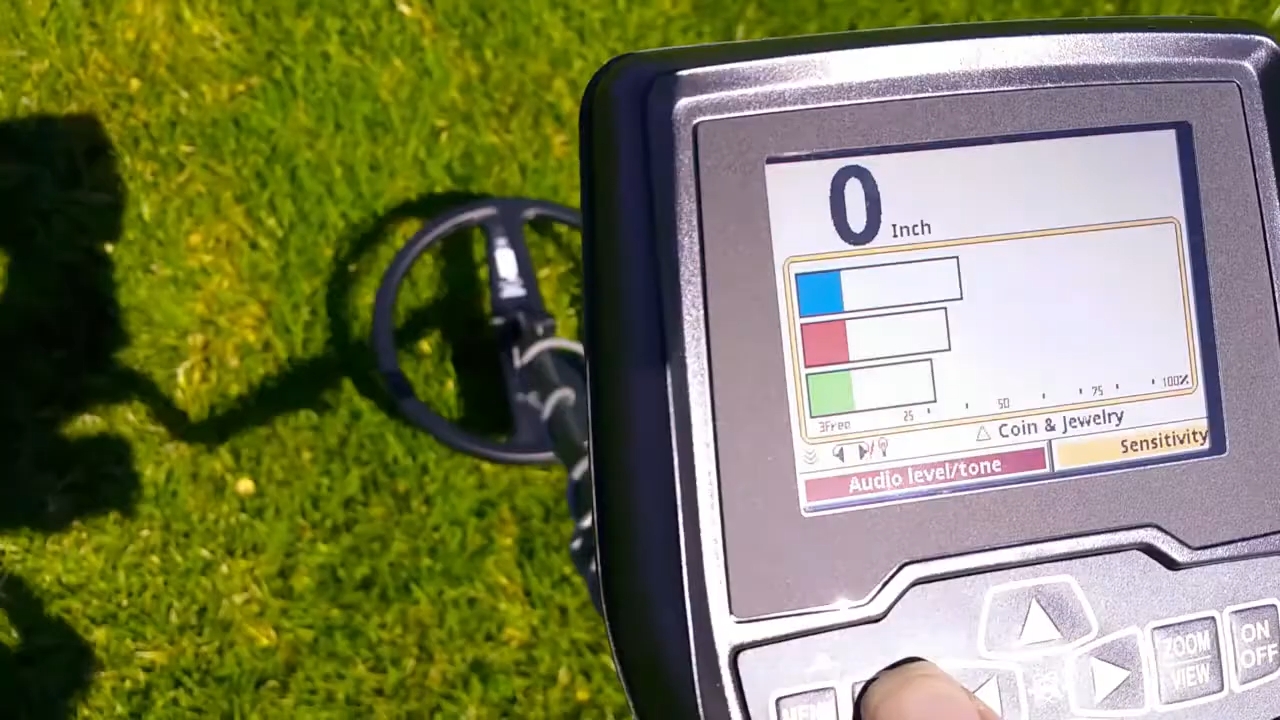 0 Inch
3Freq 25 50 75 100%
Coin & Jewelry
Audio level/tone Sensitivity
ZOOM
VIEW
ON
OFF
MENU